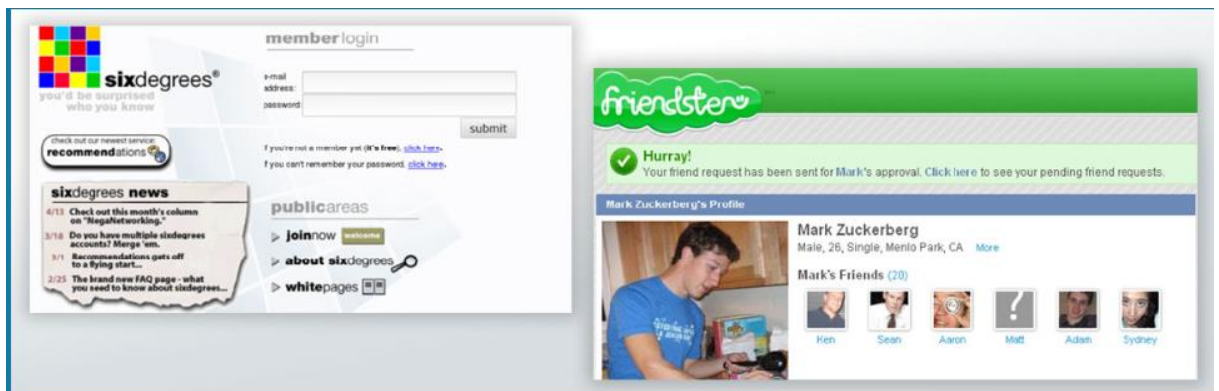 sixdegrees®
you'd be surprised
who you know
check out our newest service:
recommendations
sixdegrees news
4/13 Check out this month's column
on "NegaNetworking."
3/18 Do you have multiple sixdegrees
accounts? Merge 'em.
3/1 Recommendations gets off
to a flying start...
2/25 The brand new FAQ page - what
you need to know about sixdegrees...
memberlogin
e-mail
address:
password:
submit
f you're not a member yet (it's free), click here.
f you can't remember your password, click here.
publicareas
joinnow welcome
about sixdegrees
whitepages
friendster
Hurray!
Your friend request has been sent for Mark's approval. Click here to see your pending friend requests.
Mark Zuckerberg's Profile
Mark Zuckerberg
Male, 26, Single, Menlo Park, CA More
Mark's Friends (20)
Ken Sean Aaron Matt Adam Sydney